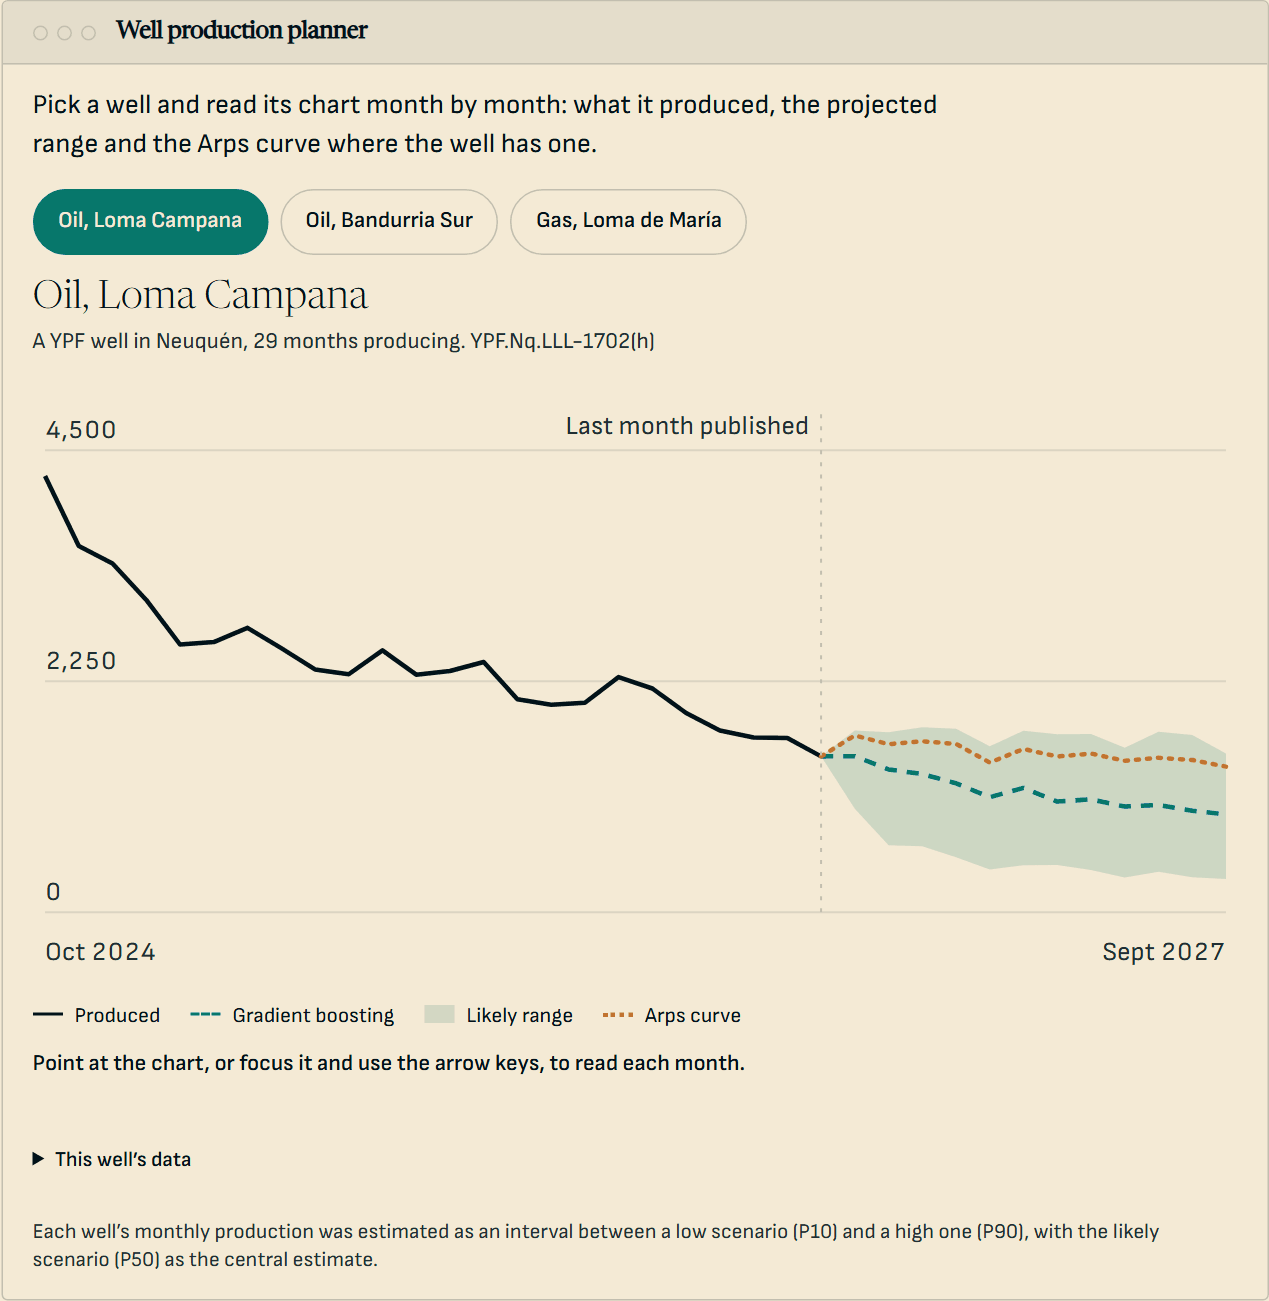 Well production planner
Pick a well and read its chart month by month: what it produced, the projected
range and the Arps curve where the well has one.
Oil, Loma Campana
Oil, Bandurria Sur
Gas, Loma de María
Oil, Loma Campana
A YPF well in Neuquén, 29 months producing. YPF.Nq.LLL-1702(h)
4,500
Last month published
2,250
0
Oct 2024
Sept 2027
Produced
Gradient boosting
Likely range
Arps curve
Point at the chart, or focus it and use the arrow keys, to read each month.
This well's data
Each well's monthly production was estimated as an interval between a low scenario (P10) and a high one (P90), with the likely
scenario (P50) as the central estimate.